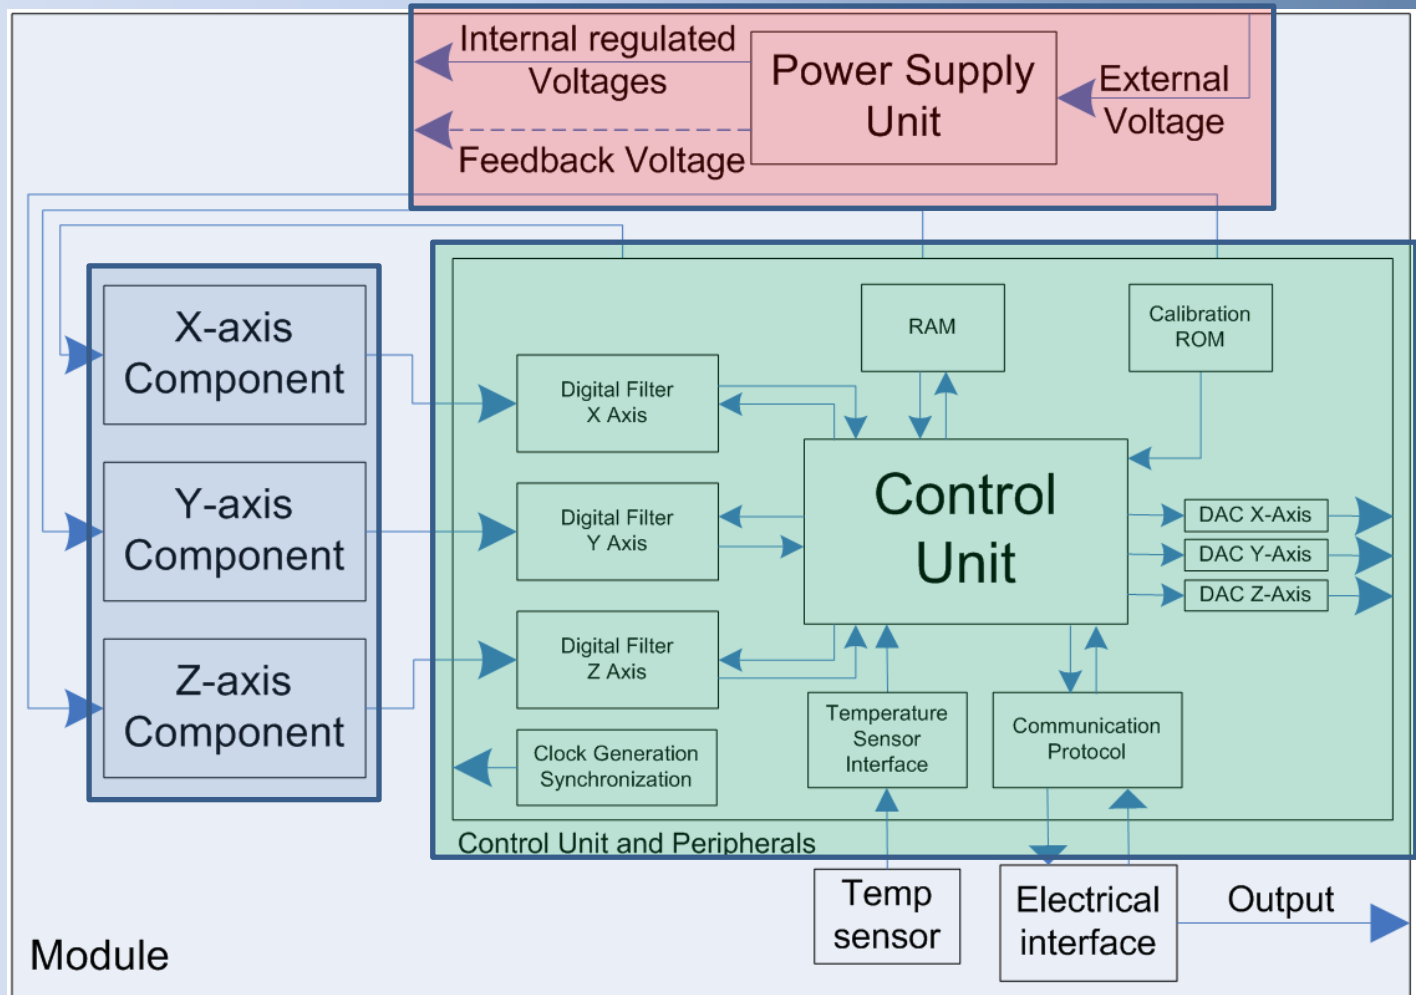 Internal regulated
Voltages
Power Supply
Unit
External
Voltage
Feedback Voltage
X-axis
Component
Y-axis
Component
Z-axis
Component
RAM
Calibration
ROM
Digital Filter
X Axis
Digital Filter
Y Axis
Digital Filter
Z Axis
Control
Unit
DAC X-Axis
DAC Y-Axis
DAC Z-Axis
Clock Generation
Synchronization
Temperature
Sensor
Interface
Communication
Protocol
Control Unit and Peripherals
Temp
sensor
Electrical
interface
Output
Module